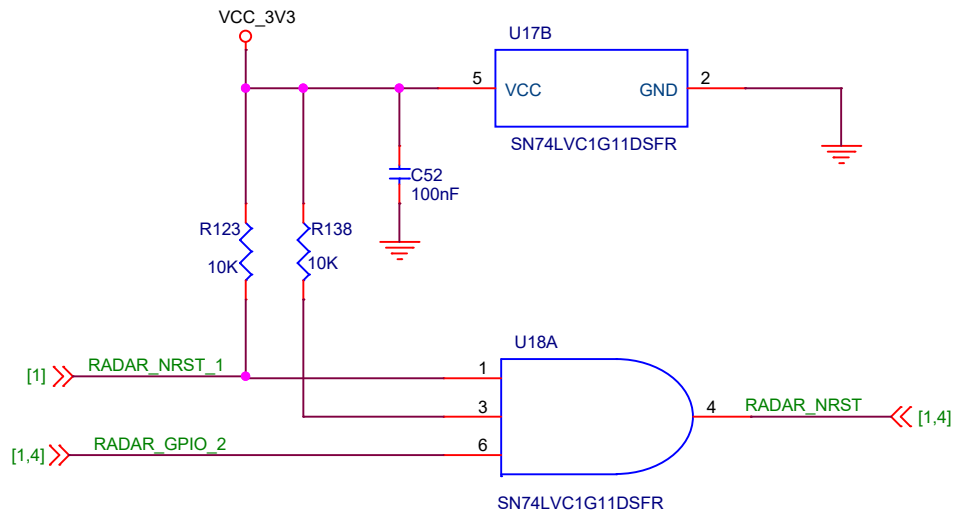 VCC_3V3
U17B
5
VCC
GND
2
SN74LVC1G11DSFR
C52
100nF
R123
10K
R138
10K
U18A
[1]
RADAR_NRST_1
1
3
4
RADAR_NRST
[1,4]
[1,4]
RADAR_GPIO_2
6
SN74LVC1G11DSFR